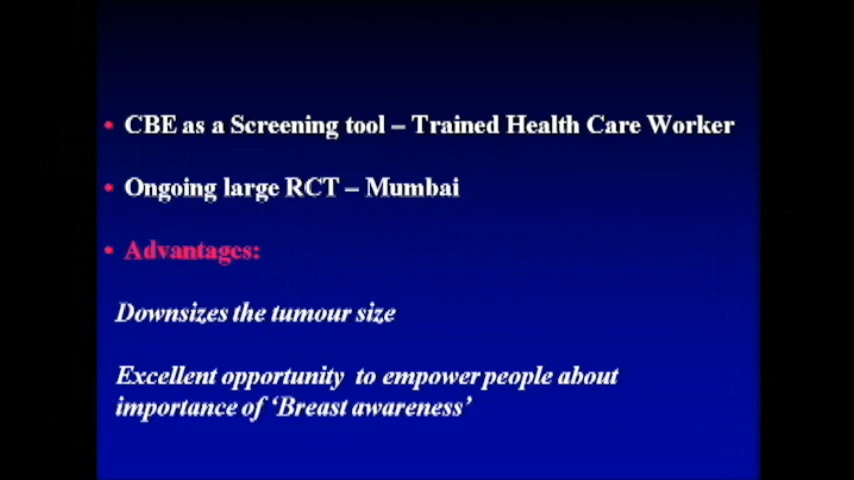 • CBE as a Screening tool – Trained Health Care Worker
• Ongoing large RCT – Mumbai
• Advantages:
Downsizes the tumour size
Excellent opportunity to empower people about
importance of ‘Breast awareness’